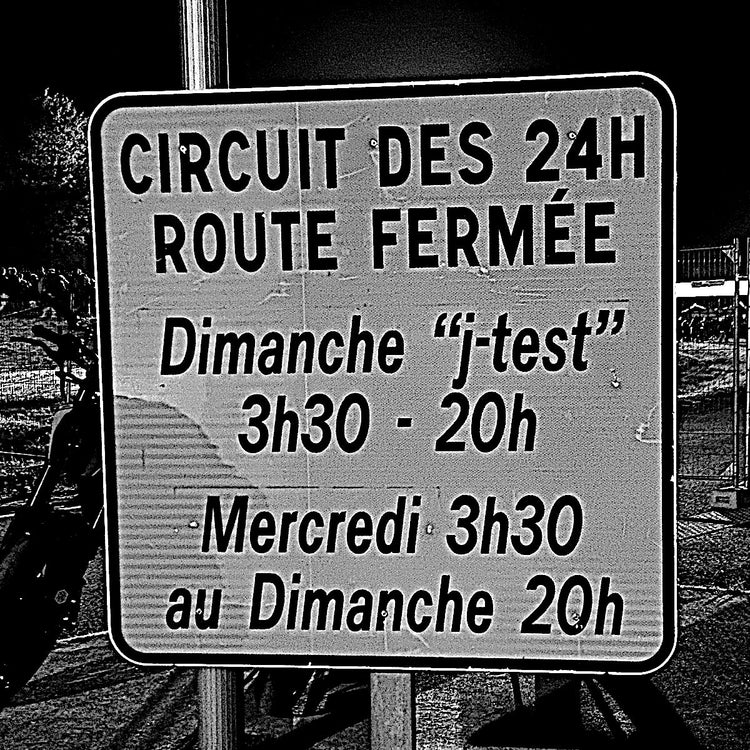 CIRCUIT DES 24H
ROUTE FERMÉE
Dimanche “j-test”
3h30 - 20h
Mercredi 3h30
au Dimanche 20h